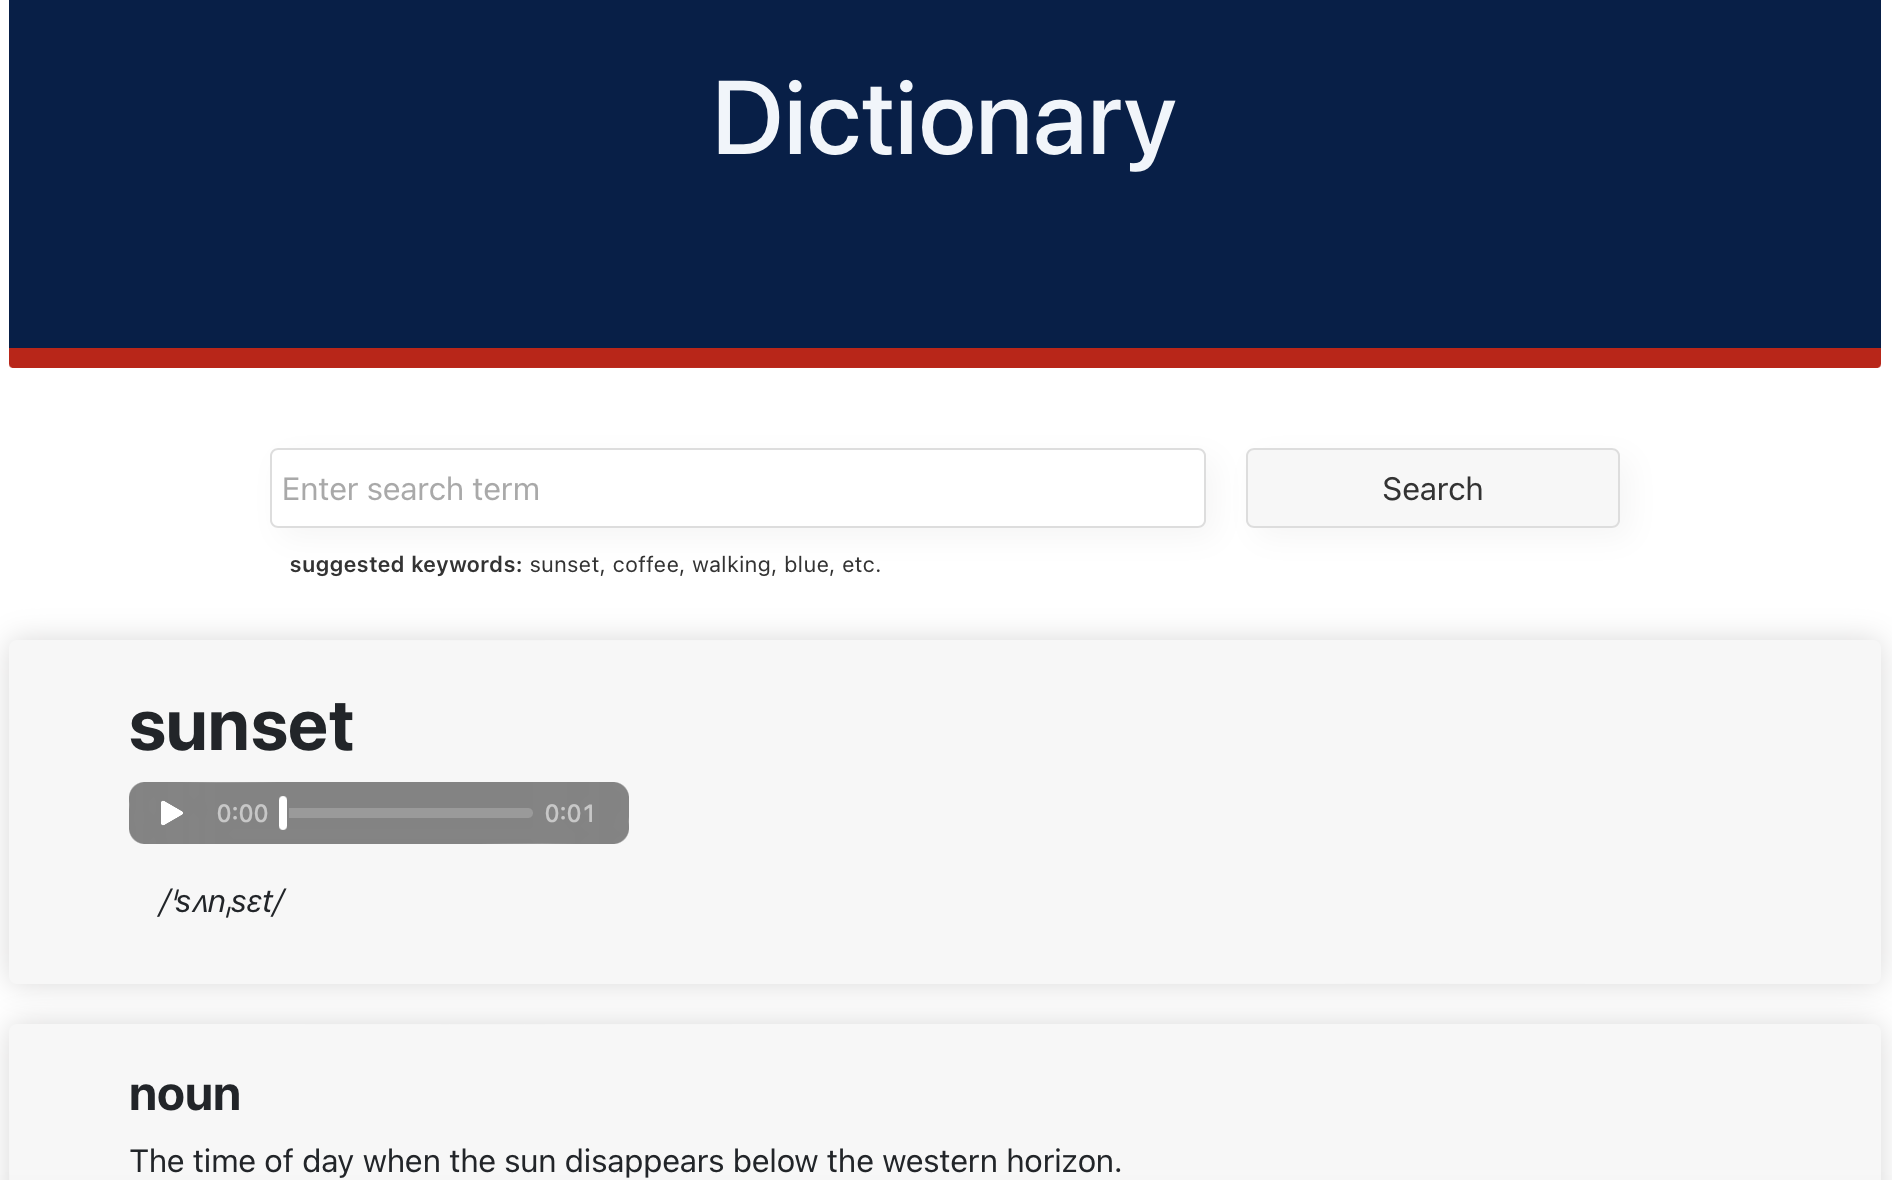 Dictionary
Enter search term
Search
suggested keywords: sunset, coffee, walking, blue, etc.
sunset
0:00 0:01
/ˈsʌnˌsɛt/
noun
The time of day when the sun disappears below the western horizon.